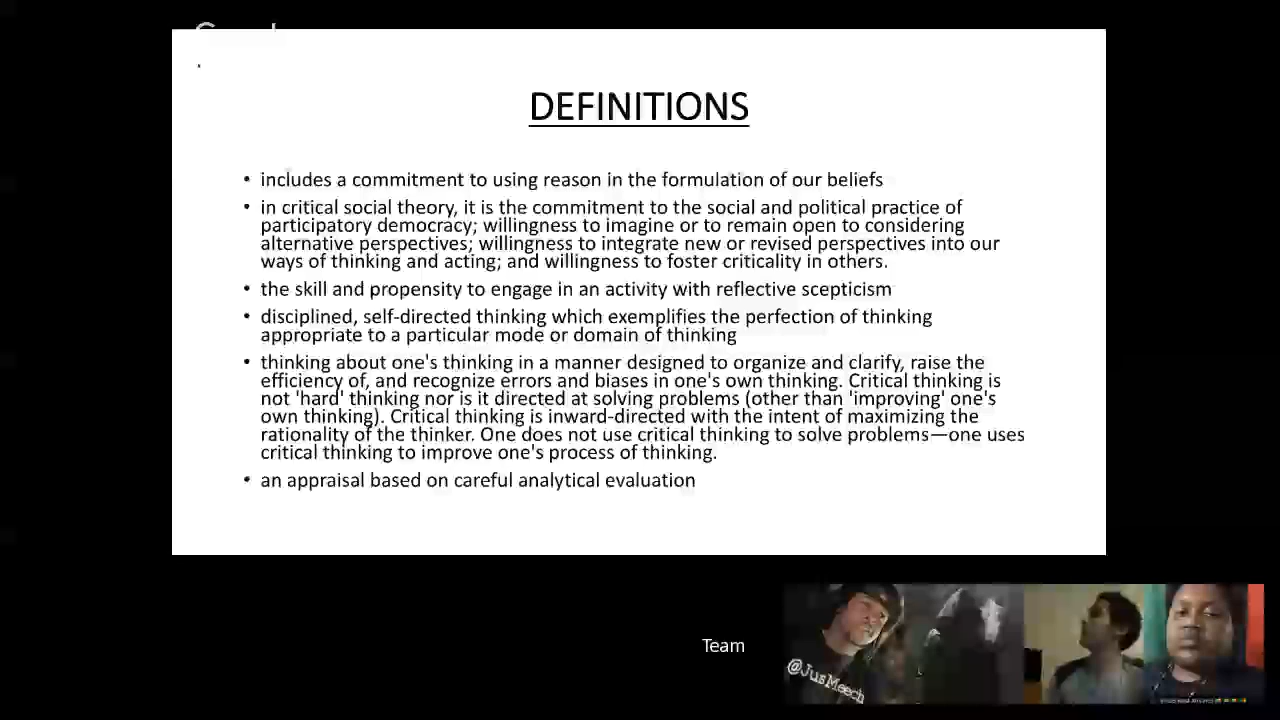 DEFINITIONS
• includes a commitment to using reason in the formulation of our beliefs
• in critical social theory, it is the commitment to the social and political practice of
participatory democracy; willingness to imagine or to remain open to considering
alternative perspectives; willingness to integrate new or revised perspectives into our
ways of thinking and acting; and willingness to foster criticality in others.
• the skill and propensity to engage in an activity with reflective scepticism
• disciplined, self-directed thinking which exemplifies the perfection of thinking
appropriate to a particular mode or domain of thinking
• thinking about one's thinking in a manner designed to organize and clarify, raise the
efficiency of, and recognize errors and biases in one's own thinking. Critical thinking is
not 'hard' thinking nor is it directed at solving problems (other than 'improving' one's
own thinking). Critical thinking is inward-directed with the intent of maximizing the
rationality of the thinker. One does not use critical thinking to solve problems—one uses
critical thinking to improve one's process of thinking.
• an appraisal based on careful analytical evaluation
Team
@JusMeech